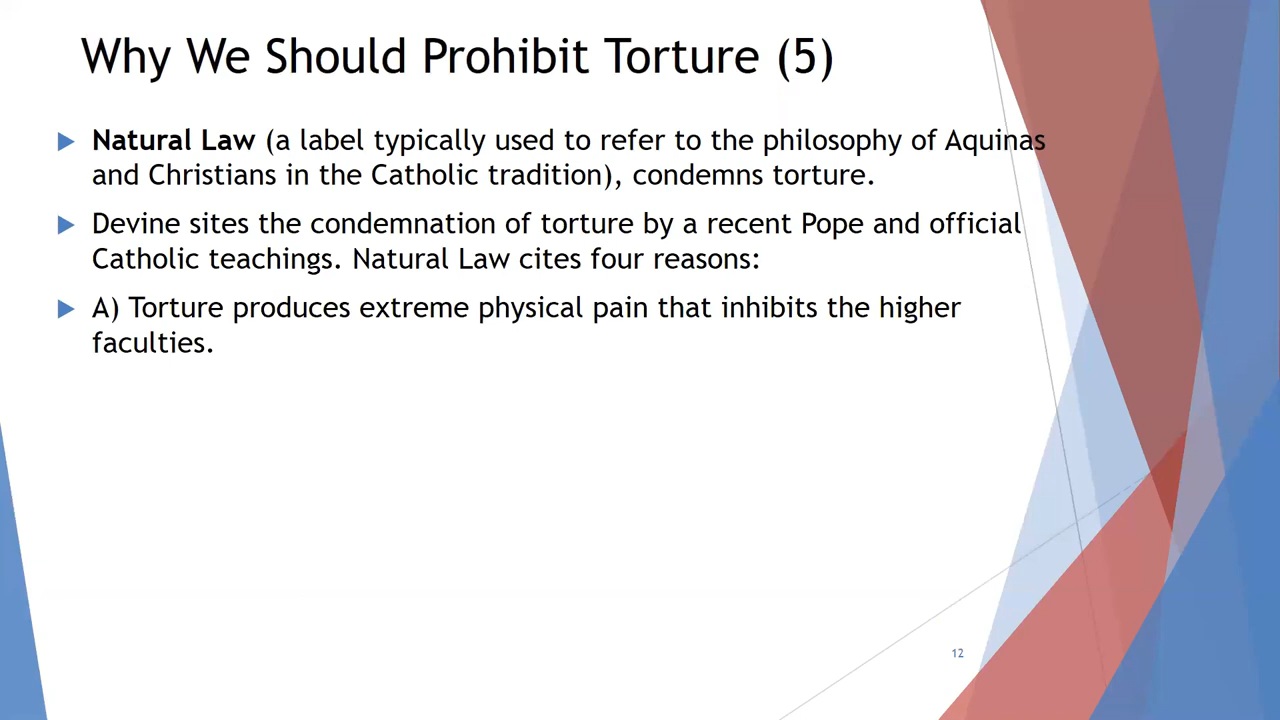 Why We Should Prohibit Torture (5)
Natural Law (a label typically used to refer to the philosophy of Aquinas
and Christians in the Catholic tradition), condemns torture.
Devine sites the condemnation of torture by a recent Pope and official
Catholic teachings. Natural Law cites four reasons:
A) Torture produces extreme physical pain that inhibits the higher
faculties.
12